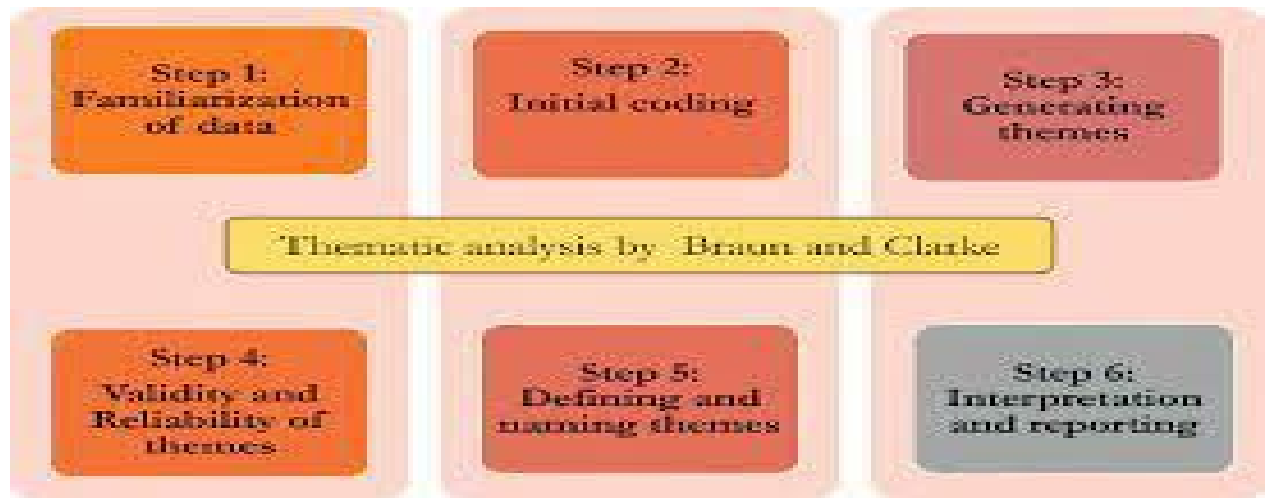 Step 1:
Familiarization
of data
Step 2:
Initial coding
Step 3:
Generating
themes
Thematic analysis by Braun and Clarke
Step 4:
Validity and
Reliability of
themes
Step 5:
Defining and
naming themes
Step 6:
Interpretation
and reporting